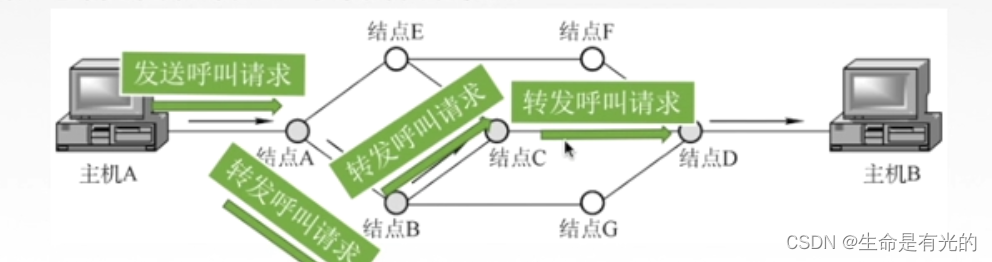 结点E
结点F
发送呼叫请求
转发呼叫请求
转发呼叫请求
结点A
结点C
结点D
主机A
主机B
转发呼叫请求
结点B
结点G
CSDN @生命是有光的